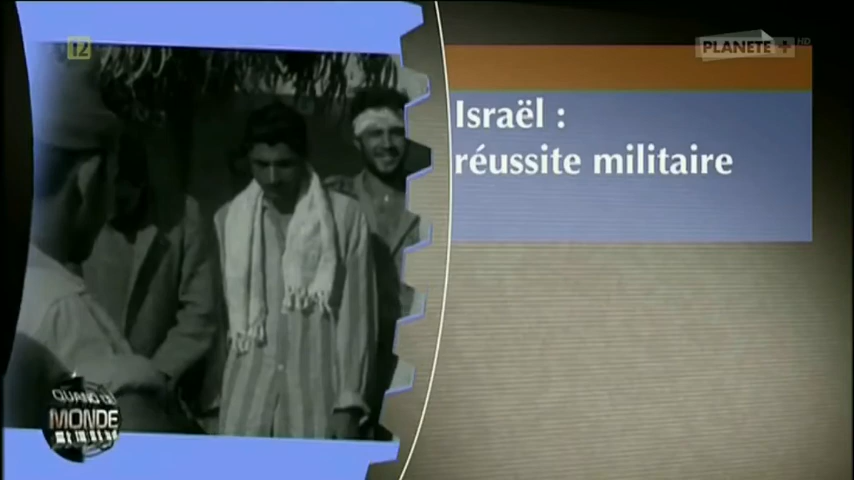 12
PLANETE+ HD
Israël :
réussite militaire
QUAND LE
MONDE